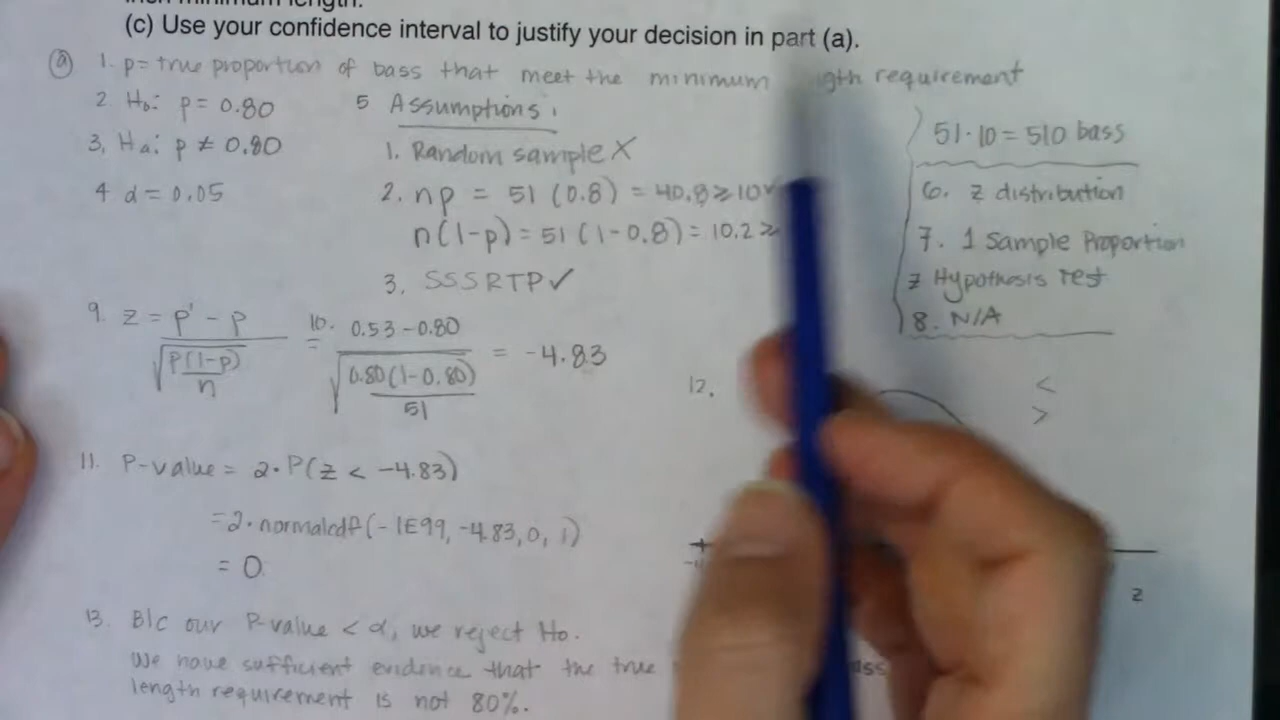 minimum length.
(c) Use your confidence interval to justify your decision in part (a).
(a) 1. p = true proportion of bass that meet the minimum requirement
2. H₀: p = 0.80
3, Ha: p ≠ 0.80
4. α = 0.05
5 Assumptions:
1. Random sample X
2. np = 51 (0.8) = 40.8 ≥ 10
n(1-p) = 51 (1-0.8) = 10.2 ≥
3. SSSRTP ✓
51·10 = 510 bass
6. z distribution
7. 1 Sample Proportion
z Hypothesis Test
8. N/A
9. z = p' - p / √(p(1-p)/n)
10. = 0.53 - 0.80 / √(0.80(1-0.80)/51) = -4.83
11. P-value = 2·P(z < -4.83)
= 2·normalcdf(-1E99, -4.83, 0, 1)
= 0
12.
<
>
z
13. B/c our P-value < α, we reject H₀.
We have sufficient evidence that the true
length requirement is not 80%.